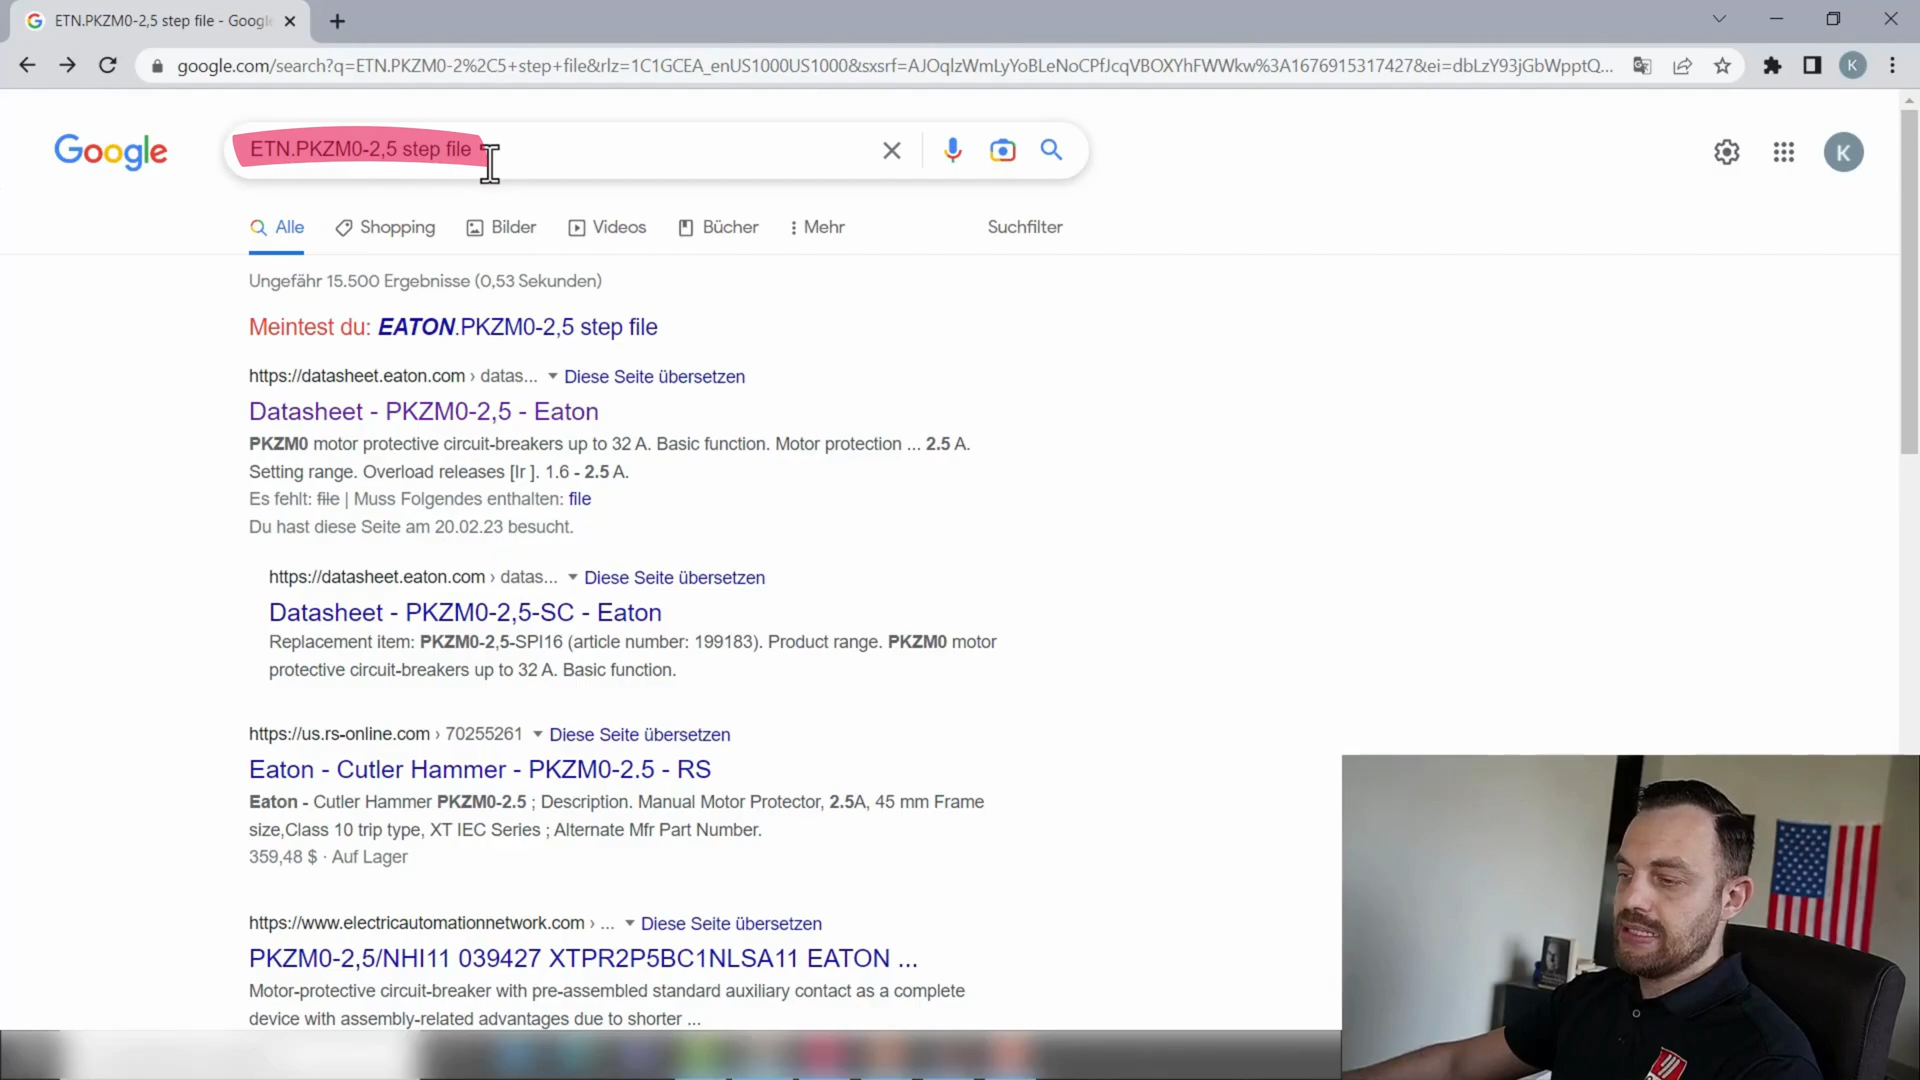 ETN.PKZM0-2,5 step file - Googl
google.com/search?q=ETN.PKZM0-2%2C5+step+file&rlz=1C1GCEA_enUS1000US1000&sxsrf=AJOqlzWmLyYoBLeNoCPfJcqVBOXYhFWWkw%3A1676915317427&ei=dbLzY93jGbWpptQ...
K
Google
ETN.PKZM0-2,5 step file
K
Alle Shopping Bilder Videos Bücher Mehr Suchfilter
Ungefähr 15.500 Ergebnisse (0,53 Sekunden)
Meintest du: EATON.PKZM0-2,5 step file
https://datasheet.eaton.com › datas... Diese Seite übersetzen
Datasheet - PKZM0-2,5 - Eaton
PKZM0 motor protective circuit-breakers up to 32 A. Basic function. Motor protection ... 2.5 A.
Setting range. Overload releases [Ir ]. 1.6 - 2.5 A.
Es fehlt: file | Muss Folgendes enthalten: file
Du hast diese Seite am 20.02.23 besucht.
https://datasheet.eaton.com › datas... Diese Seite übersetzen
Datasheet - PKZM0-2,5-SC - Eaton
Replacement item: PKZM0-2,5-SPI16 (article number: 199183). Product range. PKZM0 motor
protective circuit-breakers up to 32 A. Basic function.
https://us.rs-online.com › 70255261 Diese Seite übersetzen
Eaton - Cutler Hammer - PKZM0-2.5 - RS
Eaton - Cutler Hammer PKZM0-2.5 ; Description. Manual Motor Protector, 2.5A, 45 mm Frame
size,Class 10 trip type, XT IEC Series ; Alternate Mfr Part Number.
359,48 $ · Auf Lager
https://www.electricautomationnetwork.com › ... Diese Seite übersetzen
PKZM0-2,5/NHI11 039427 XTPR2P5BC1NLSA11 EATON ...
Motor-protective circuit-breaker with pre-assembled standard auxiliary contact as a complete
device with assembly-related advantages due to shorter ...